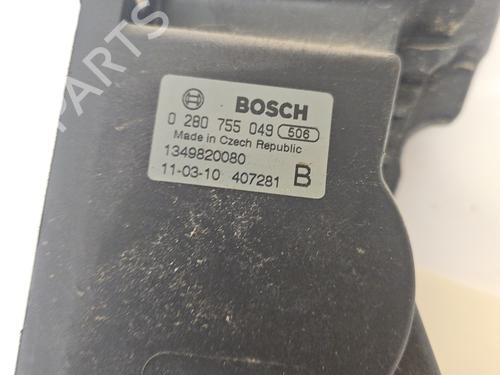 BOSCH
0 280 755 049 506
Made in Czech Republic
1349820080
11-03-10 407281 B
B-PARTS